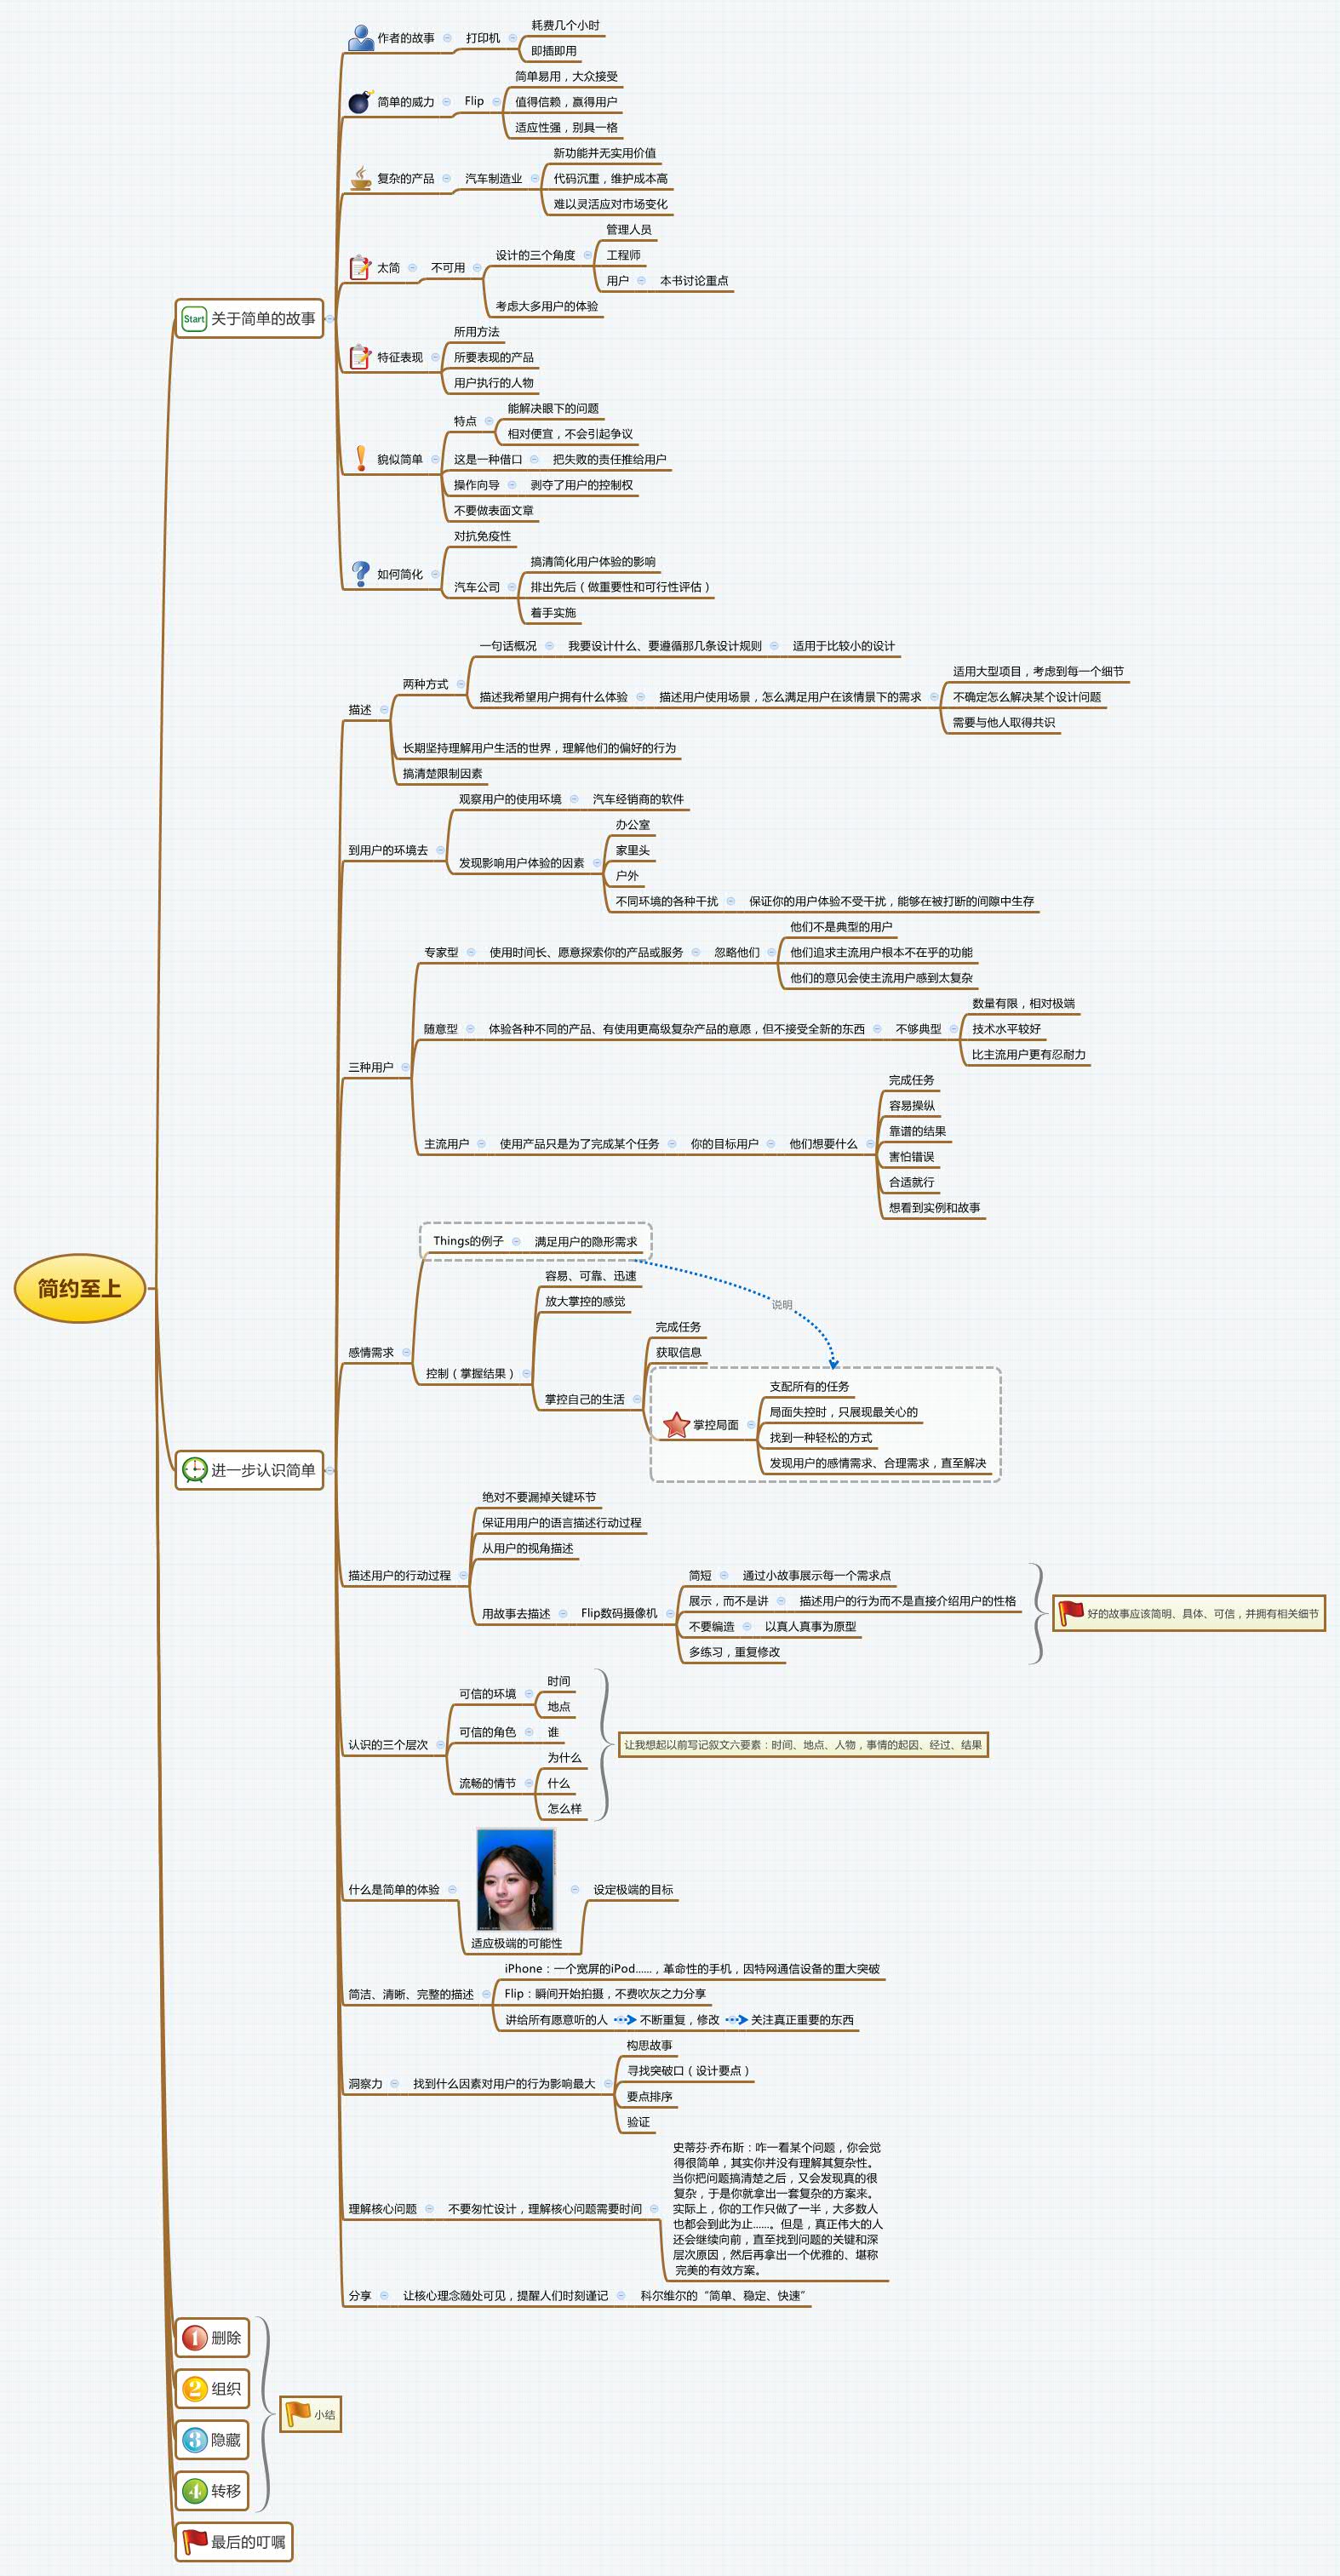 简约至上
Start 关于简单的故事
作者的故事
打印机
耗费几个小时
即插即用
简单的威力
Flip
简单易用，大众接受
值得信赖，赢得用户
适应性强，别具一格
复杂的产品
汽车制造业
新功能并无实用价值
代码沉重，维护成本高
难以灵活应对市场变化
太简
不可用
设计的三个角度
管理人员
工程师
用户
本书讨论重点
考虑大多用户的体验
特征表现
所用方法
所要表现的产品
用户执行的人物
貌似简单
特点
能解决眼下的问题
相对便宜，不会引起争议
这是一种借口
把失败的责任推给用户
操作向导
剥夺了用户的控制权
不要做表面文章
如何简化
对抗免疫性
汽车公司
搞清简化用户体验的影响
排出先后（做重要性和可行性评估）
着手实施
进一步认识简单
描述
两种方式
一句话概况
我要设计什么、要遵循那几条设计规则
适用于比较小的设计
描述我希望用户拥有什么体验
描述用户使用场景，怎么满足用户在该情景下的需求
适用大型项目，考虑到每一个细节
不确定怎么解决某个设计问题
需要与他人取得共识
长期坚持理解用户生活的世界，理解他们的偏好的行为
搞清楚限制因素
到用户的环境去
观察用户的使用环境
汽车经销商的软件
发现影响用户体验的因素
办公室
家里头
户外
不同环境的各种干扰
保证你的用户体验不受干扰，能够在被打断的间隙中生存
三种用户
专家型
使用时间长、愿意探索你的产品或服务
忽略他们
他们不是典型的用户
他们追求主流用户根本不在乎的功能
他们的意见会使主流用户感到太复杂
随意型
体验各种不同的产品、有使用更高级复杂产品的意愿，但不接受全新的东西
不够典型
数量有限，相对极端
技术水平较好
比主流用户更有忍耐力
主流用户
使用产品只是为了完成某个任务
你的目标用户
他们想要什么
完成任务
容易操纵
靠谱的结果
害怕错误
合适就行
想看到实例和故事
感情需求
Things的例子
满足用户的隐形需求
说明
控制（掌握结果）
容易、可靠、迅速
放大掌控的感觉
掌控自己的生活
完成任务
获取信息
掌控局面
支配所有的任务
局面失控时，只展现最关心的
找到一种轻松的方式
发现用户的感情需求、合理需求，直至解决
描述用户的行动过程
绝对不要漏掉关键环节
保证用用户的语言描述行动过程
从用户的视角描述
用故事去描述
Flip数码摄像机
简短
通过小故事展示每一个需求点
展示，而不是讲
描述用户的行为而不是直接介绍用户的性格
不要编造
以真人真事为原型
多练习，重复修改
好的故事应该简明、具体、可信，并拥有相关细节
认识的三个层次
可信的环境
时间
地点
可信的角色
谁
流畅的情节
为什么
什么
怎么样
让我想起以前写记叙文六要素：时间、地点、人物，事情的起因、经过、结果
什么是简单的体验
适应极端的可能性
设定极端的目标
简洁、清晰、完整的描述
iPhone：一个宽屏的iPod......，革命性的手机，因特网通信设备的重大突破
Flip：瞬间开始拍摄，不费吹灰之力分享
讲给所有愿意听的人
不断重复，修改
关注真正重要的东西
洞察力
找到什么因素对用户的行为影响最大
构思故事
寻找突破口（设计要点）
要点排序
验证
理解核心问题
不要匆忙设计，理解核心问题需要时间
史蒂芬·乔布斯：咋一看某个问题，你会觉
得很简单，其实你并没有理解其复杂性。
当你把问题搞清楚之后，又会发现真的很
复杂，于是你就拿出一套复杂的方案来。
实际上，你的工作只做了一半，大多数人
也都会到此为止......。但是，真正伟大的人
还会继续向前，直至找到问题的关键和深
层次原因，然后再拿出一个优雅的、堪称
完美的有效方案。
分享
让核心理念随处可见，提醒人们时刻谨记
科尔维尔的“简单、稳定、快速”
1 删除
2 组织
3 隐藏
4 转移
小结
最后的叮嘱